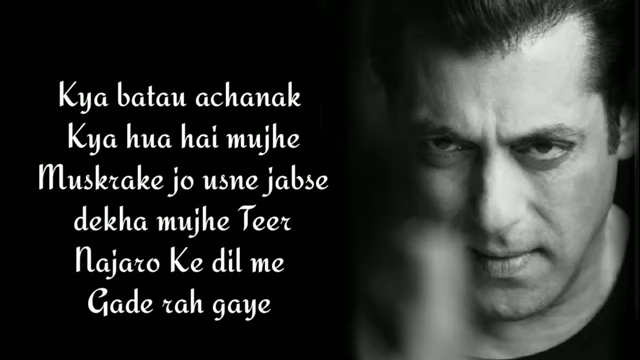 Kya batau achanak
Kya hua hai mujhe
Muskrake jo usne jabse
dekha mujhe Teer
Najaro Ke dil me
Gade rah gaye